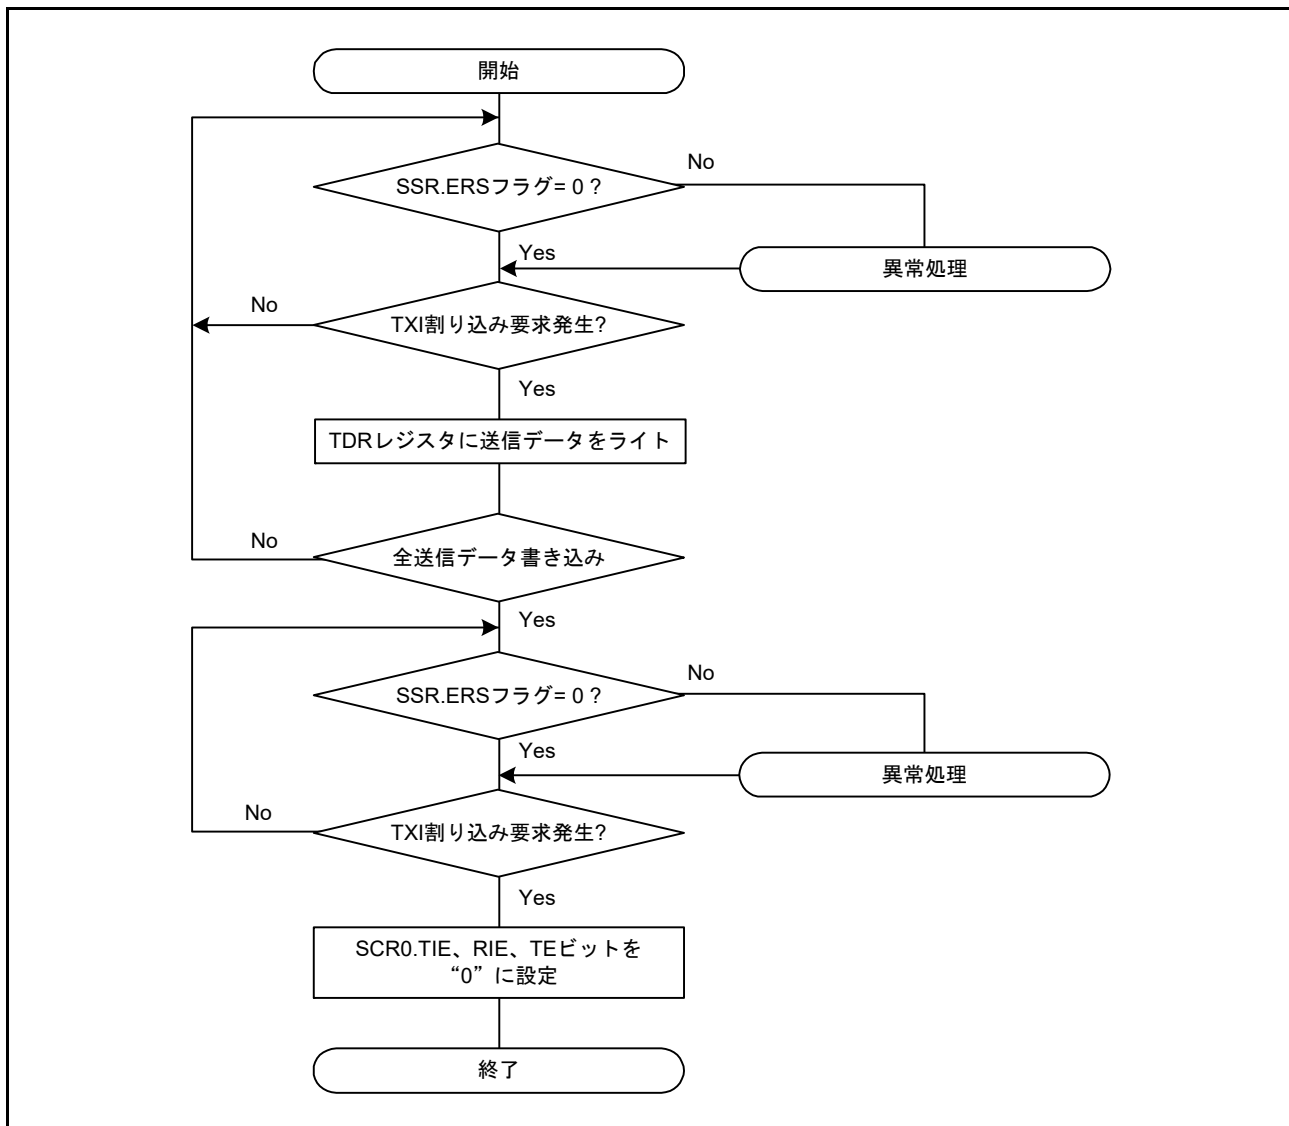 開始
SSR.ERSフラグ= 0 ?
No
Yes
異常処理
No
TXI割り込み要求発生?
Yes
TDRレジスタに送信データをライト
No
全送信データ書き込み
Yes
SSR.ERSフラグ= 0 ?
No
Yes
異常処理
No
TXI割り込み要求発生?
Yes
SCR0.TIE、RIE、TEビットを
“0”に設定
終了